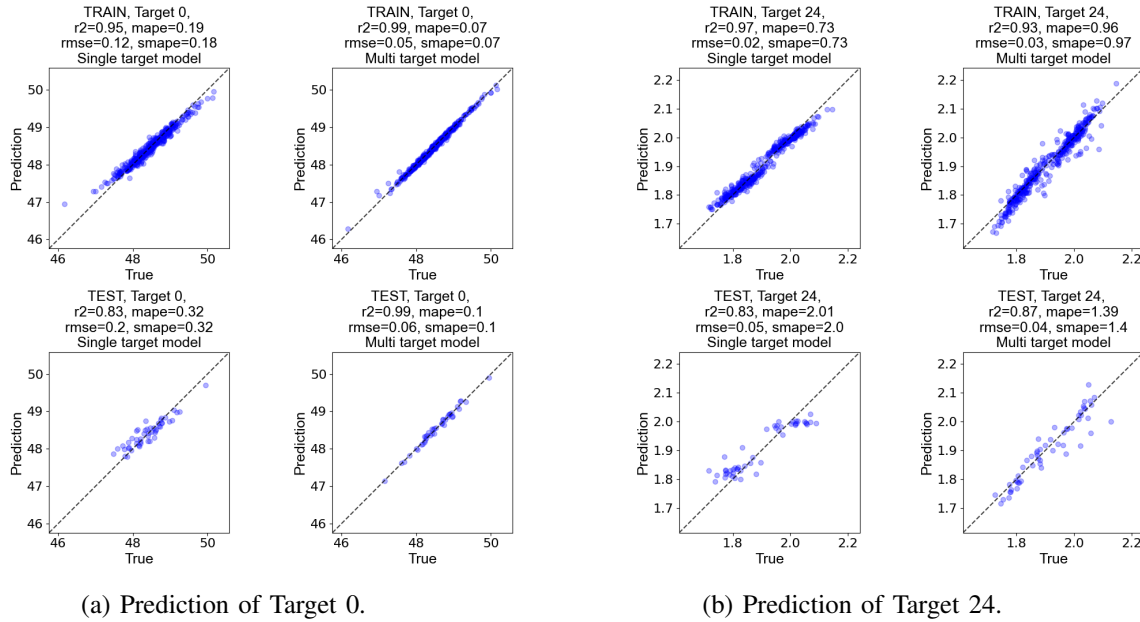 TRAIN, Target 0,
r2=0.95, mape=0.19
rmse=0.12, smape=0.18
Single target model
50
49
48
47
46
Prediction
46
48
50
True
TRAIN, Target 0,
r2=0.99, mape=0.07
rmse=0.05, smape=0.07
Multi target model
50
49
48
47
46
Prediction
46
48
50
True
TEST, Target 0,
r2=0.83, mape=0.32
rmse=0.2, smape=0.32
Single target model
50
49
48
47
46
Prediction
46
48
50
True
TEST, Target 0,
r2=0.99, mape=0.1
rmse=0.06, smape=0.1
Multi target model
50
49
48
47
46
Prediction
46
48
50
True
(a) Prediction of Target 0.
TRAIN, Target 24,
r2=0.97, mape=0.73
rmse=0.02, smape=0.73
Single target model
2.2
2.1
2.0
1.9
1.8
1.7
Prediction
1.8
2.0
2.2
True
TRAIN, Target 24,
r2=0.93, mape=0.96
rmse=0.03, smape=0.97
Multi target model
2.2
2.1
2.0
1.9
1.8
1.7
Prediction
1.8
2.0
2.2
True
TEST, Target 24,
r2=0.83, mape=2.01
rmse=0.05, smape=2.0
Single target model
2.2
2.1
2.0
1.9
1.8
1.7
Prediction
1.8
2.0
2.2
True
TEST, Target 24,
r2=0.87, mape=1.39
rmse=0.04, smape=1.4
Multi target model
2.2
2.1
2.0
1.9
1.8
1.7
Prediction
1.8
2.0
2.2
True
(b) Prediction of Target 24.